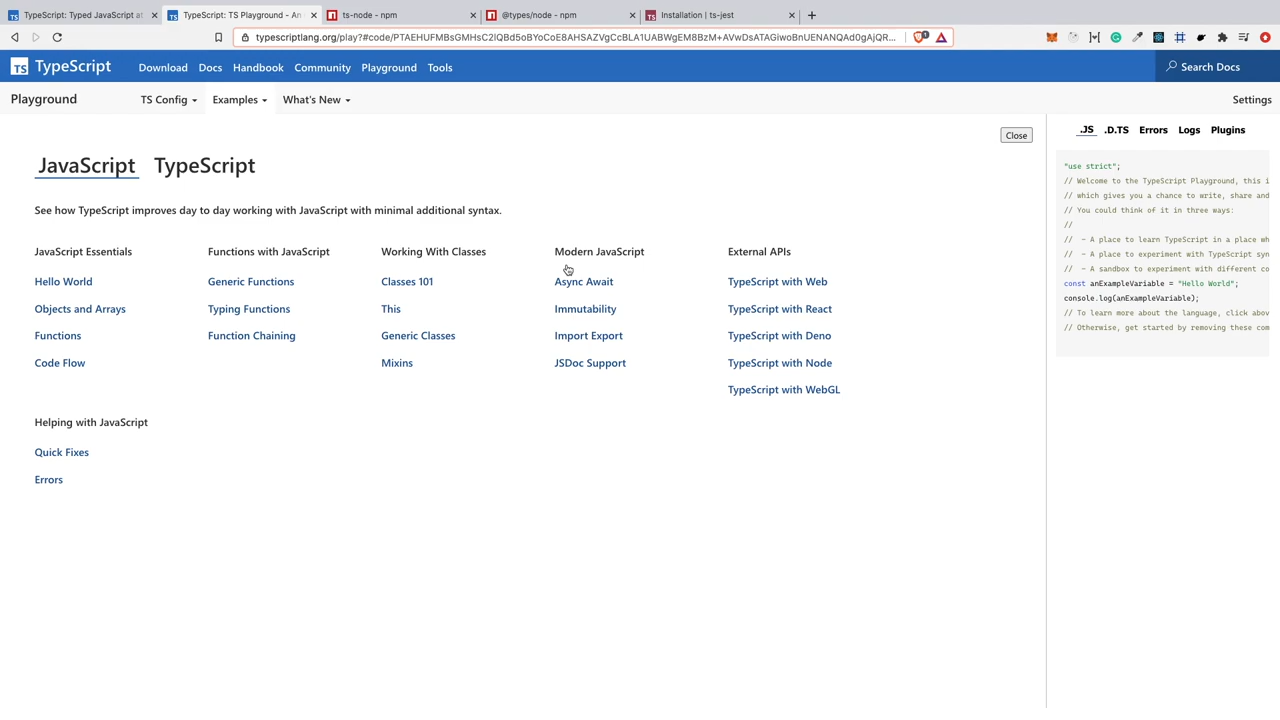 TypeScript: Typed JavaScript at
TypeScript: TS Playground - An
ts-node - npm
@types/node - npm
Installation | ts-jest
typescriptlang.org/play?#code/PTAEHUFMBsGMHsC2lQBd5oBYoCoE8AHSAZVgCcBLA1UABWgEM8BzM+AVwDsATAGiwoBnUENANQAd0gAjQR...
TS TypeScript
Download
Docs
Handbook
Community
Playground
Tools
Search Docs
Playground
TS Config
Examples
What's New
Settings
Close
.JS
.D.TS
Errors
Logs
Plugins
JavaScript
TypeScript
See how TypeScript improves day to day working with JavaScript with minimal additional syntax.
JavaScript Essentials
Hello World
Objects and Arrays
Functions
Code Flow
Functions with JavaScript
Generic Functions
Typing Functions
Function Chaining
Working With Classes
Classes 101
This
Generic Classes
Mixins
Modern JavaScript
Async Await
Immutability
Import Export
JSDoc Support
External APIs
TypeScript with Web
TypeScript with React
TypeScript with Deno
TypeScript with Node
TypeScript with WebGL
Helping with JavaScript
Quick Fixes
Errors
"use strict";
// Welcome to the TypeScript Playground, this i
// which gives you a chance to write, share and
// You could think of it in three ways:
//
//  - A place to learn TypeScript in a place wh
//  - A place to experiment with TypeScript syn
//  - A sandbox to experiment with different co
const anExampleVariable = "Hello World";
console.log(anExampleVariable);
// To learn more about the language, click abov
// Otherwise, get started by removing these com